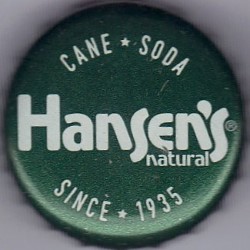 CANE ★ SODA
Hansen's®
natural
SINCE ★ 1935